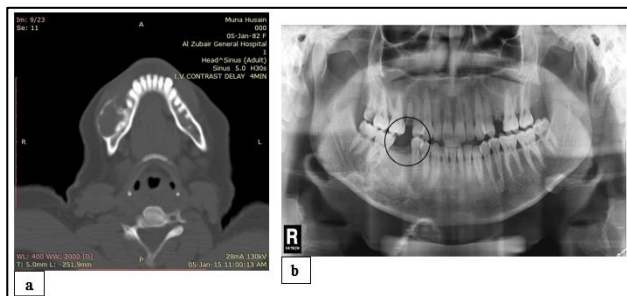 Im: 9/23
Se: 11
A
Muna Husain
000
05-Jan-82 F
Al Zubair General Hospital
1
Head^Sinus (Adult)
Sinus 5.0 H30s
I.V CONTRAST DELAY 4MIN
R
L
WL: 400 WW: 2000 [D]
T: 5.0mm L: -251.9mm
P
28mA 130kV
05-Jan-15 11:00:13 AM
a
R
b